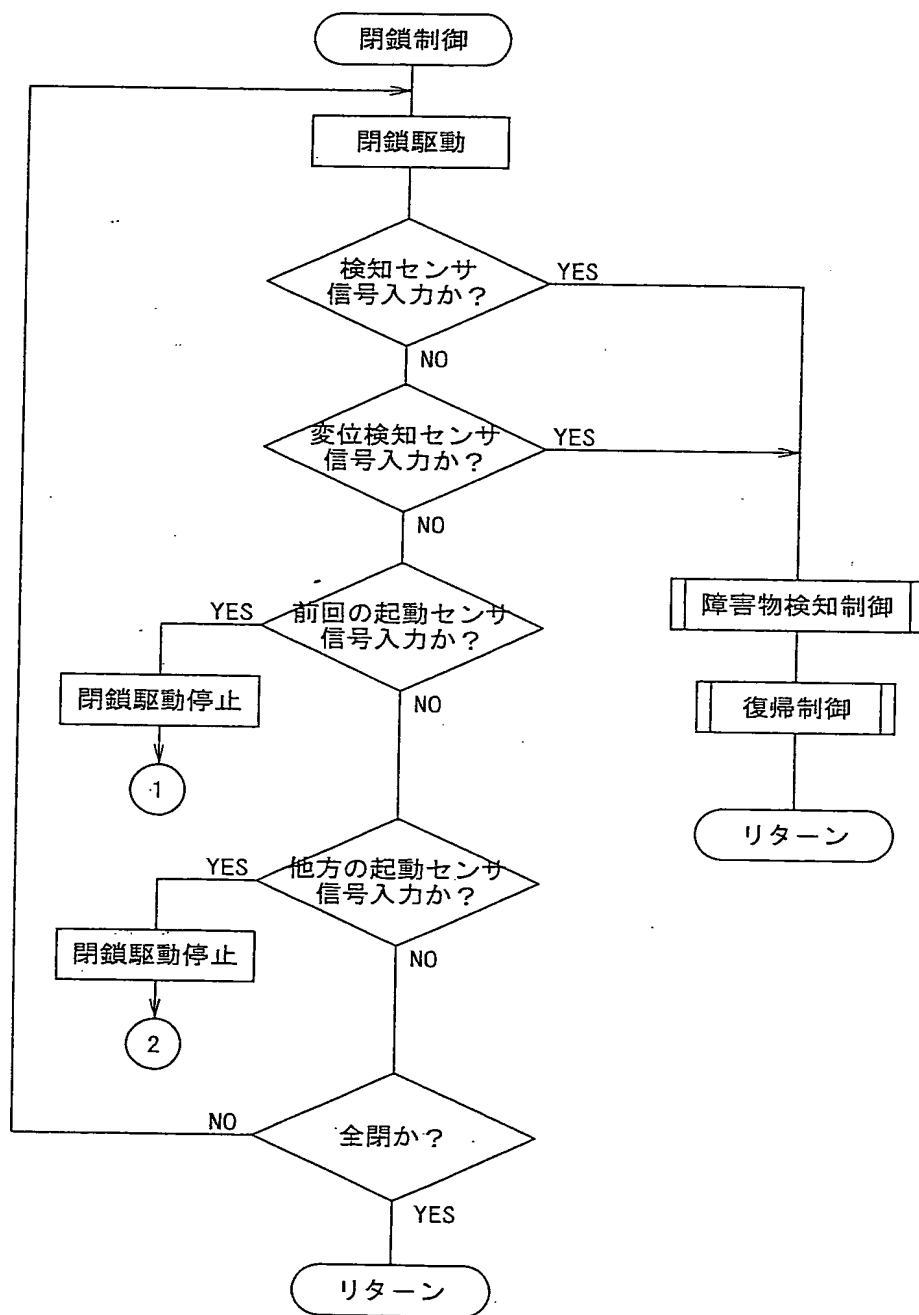 閉鎖制御
閉鎖駆動
検知センサ
信号入力か？
YES
NO
変位検知センサ
信号入力か？
YES
NO
前回の起動センサ
信号入力か？
YES
NO
閉鎖駆動停止
1
障害物検知制御
復帰制御
リターン
他方の起動センサ
信号入力か？
YES
NO
閉鎖駆動停止
2
全閉か？
NO
YES
リターン